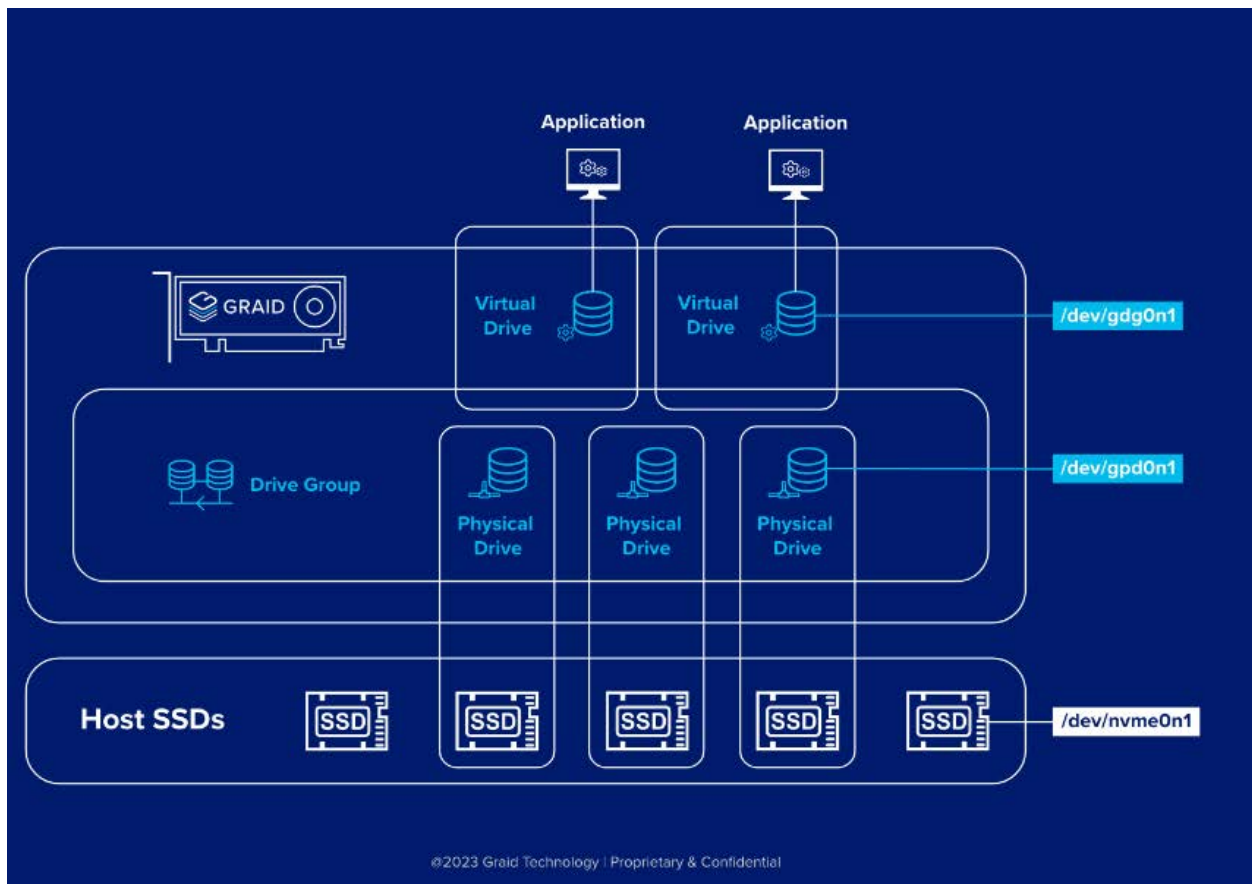 Application
Application
GRAID
Virtual
Drive
Virtual
Drive
/dev/gdg0n1
Drive Group
Physical
Drive
Physical
Drive
Physical
Drive
/dev/gpd0n1
Host SSDs
SSD
SSD
SSD
SSD
SSD
/dev/nvme0n1
@2023 Graid Technology | Proprietary & Confidential